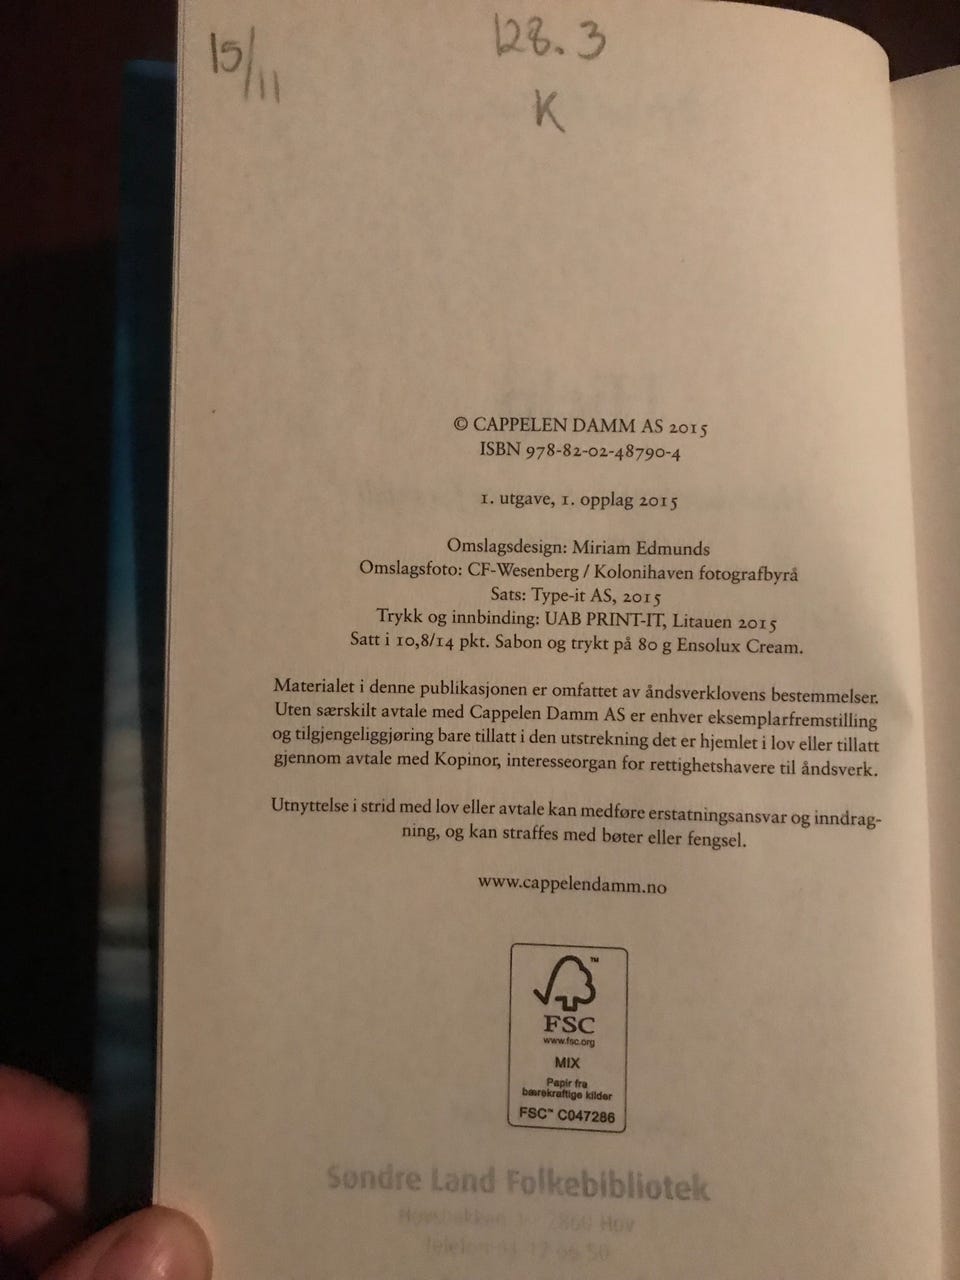 15/11
128.3
K
© CAPPELEN DAMM AS 2015
ISBN 978-82-02-48790-4
1. utgave, 1. opplag 2015
Omslagsdesign: Miriam Edmunds
Omslagsfoto: CF-Wesenberg / Kolonihaven fotografbyrå
Sats: Type-it AS, 2015
Trykk og innbinding: UAB PRINT-IT, Litauen 2015
Satt i 10,8/14 pkt. Sabon og trykt på 80 g Ensolux Cream.
Materialet i denne publikasjonen er omfattet av åndsverklovens bestemmelser.
Uten særskilt avtale med Cappelen Damm AS er enhver eksemplarfremstilling
og tilgjengeliggjøring bare tillatt i den utstrekning det er hjemlet i lov eller tillatt
gjennom avtale med Kopinor, interesseorgan for rettighetshavere til åndsverk.
Utnyttelse i strid med lov eller avtale kan medføre erstatningsansvar og inndrag-
ning, og kan straffes med bøter eller fengsel.
www.cappelendamm.no
™
FSC
www.fsc.org
MIX
Papir fra
bærekraftige kilder
FSC™ C047286
Søndre Land Folkebibliotek
2860 Hov